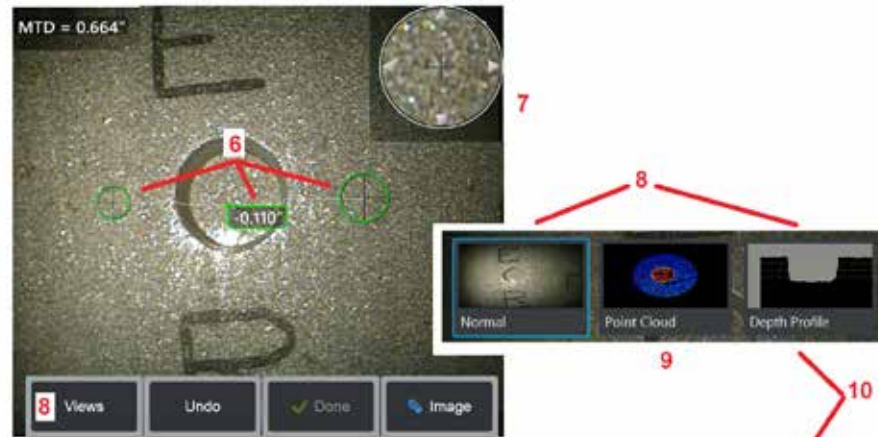 MTD = 0.664"
E
7
6
8
-0.110"
E
C
Normal
Point Cloud
Depth Profile
9
10
8 Views
Undo
Done
Image